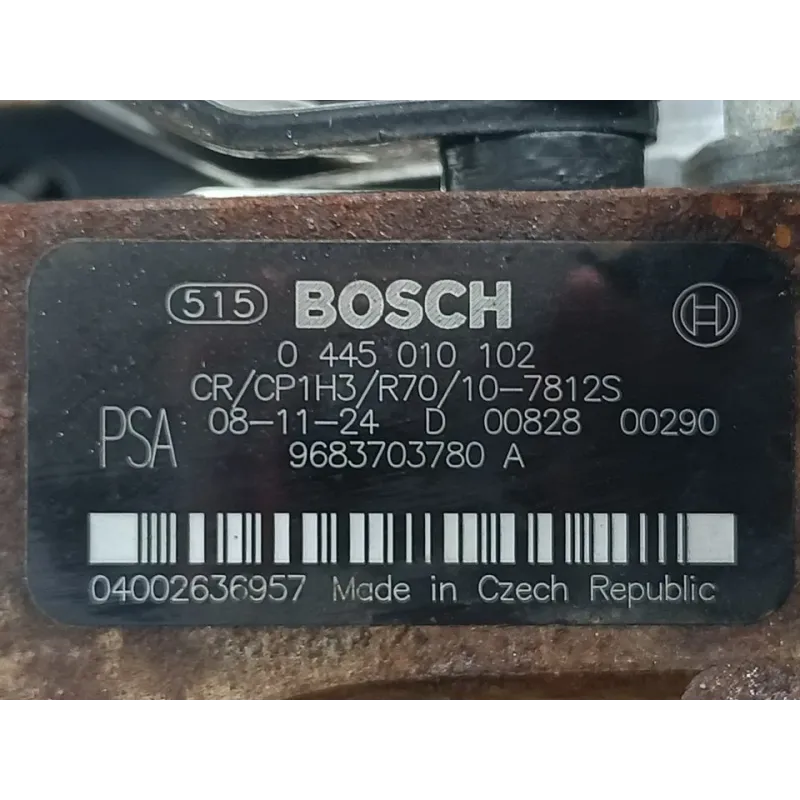 515 BOSCH H
0 445 010 102
CR/CP1H3/R70/10-7812S
PSA 08-11-24 D 00828 00290
9683703780 A
04002636957 Made in Czech Republic